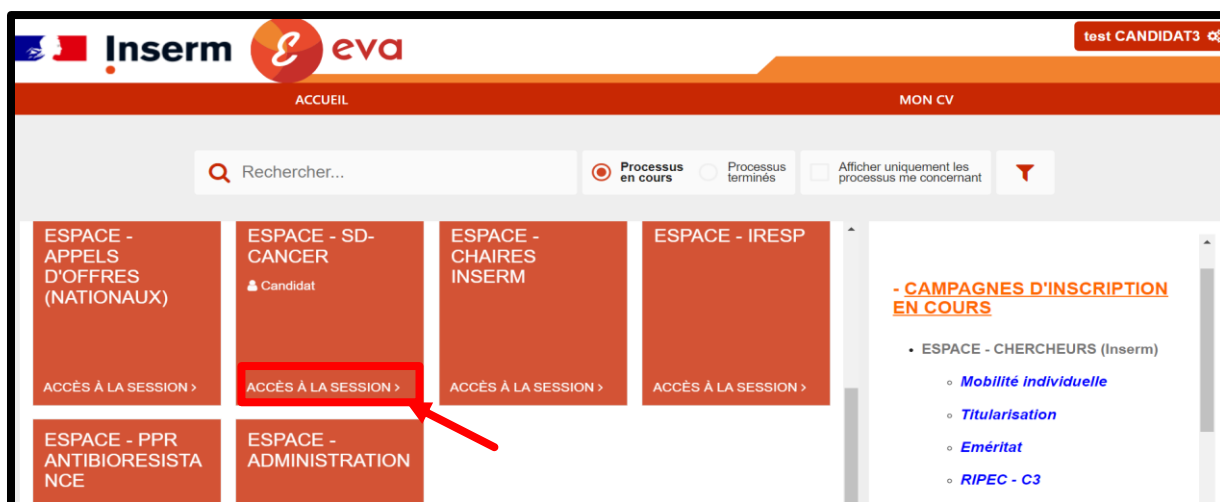 Inserm
eva
test CANDIDAT3
ACCUEIL
MON CV
Rechercher...
Processus
en cours
Processus
terminés
Afficher uniquement les
processus me concernant
ESPACE -
APPELS
D'OFFRES
(NATIONAUX)
ACCÈS À LA SESSION >
ESPACE - SD-
CANCER
Candidat
ACCÈS À LA SESSION >
ESPACE -
CHAIRES
INSERM
ACCÈS À LA SESSION >
ESPACE - IRESP
ACCÈS À LA SESSION >
ESPACE - PPR
ANTIBIORESISTA
NCE
ESPACE -
ADMINISTRATION
- CAMPAGNES D'INSCRIPTION
EN COURS
• ESPACE - CHERCHEURS (Inserm)
◦ Mobilité individuelle
◦ Titularisation
◦ Eméritat
◦ RIPEC - C3